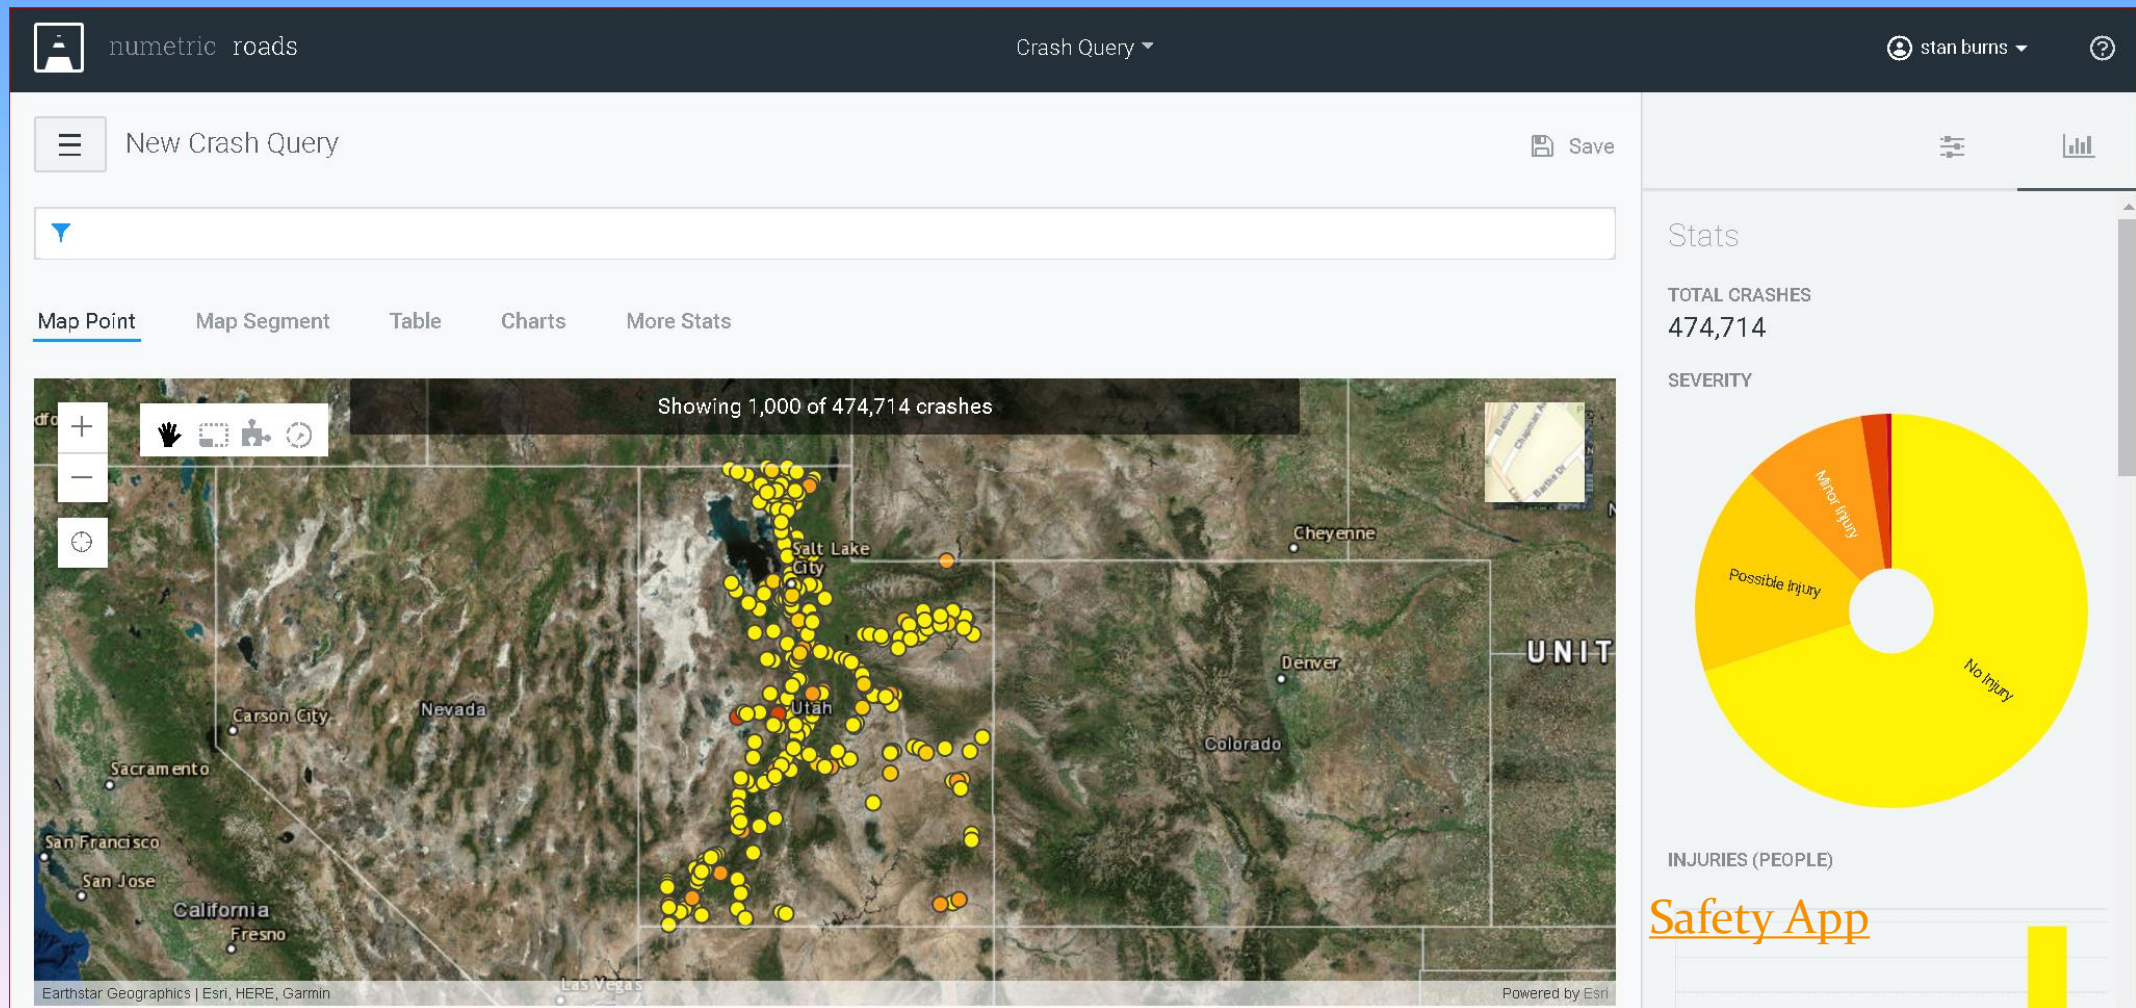 numetric roads
Crash Query
stan burns
New Crash Query
Save
Map Point
Map Segment
Table
Charts
More Stats
Showing 1,000 of 474,714 crashes
Salt Lake
City
Cheyenne
UNIT
Denver
Utah
Colorado
Carson City
Nevada
Sacramento
San Francisco
San Jose
California
Fresno
Las Vegas
Earthstar Geographics | Esri, HERE, Garmin
Powered by Esri
Stats
TOTAL CRASHES
474,714
SEVERITY
Minor Injury
Possible Injury
No Injury
INJURIES (PEOPLE)
Safety App